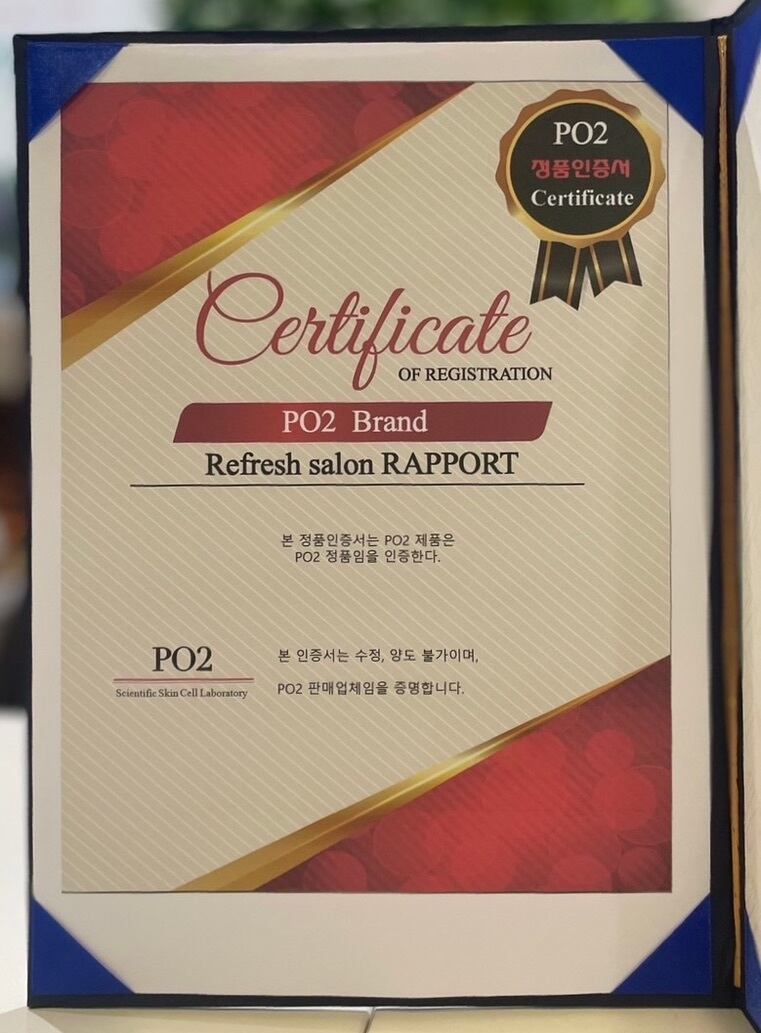 PO2
정품인증서
Certificate
Certificate
OF REGISTRATION
PO2 Brand
Refresh salon RAPPORT
본 정품인증서는 PO2 제품은
PO2 정품임을 인증한다.
PO2
Scientific Skin Cell Laboratory
본 인증서는 수정, 양도 불가이며,
PO2 판매업체임을 증명합니다.